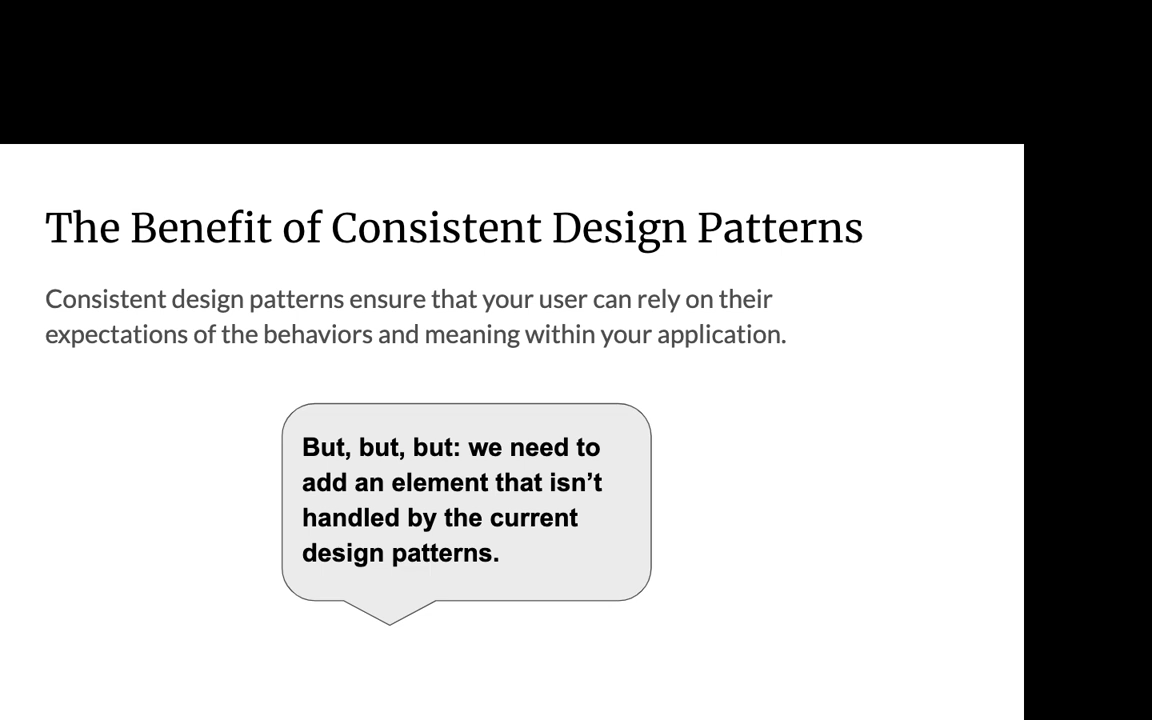 The Benefit of Consistent Design Patterns
Consistent design patterns ensure that your user can rely on their
expectations of the behaviors and meaning within your application.
But, but, but: we need to
add an element that isn’t
handled by the current
design patterns.